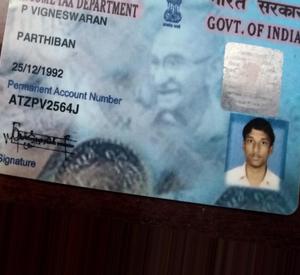 TAX DEPARTMENT
सरकार
GOVT. OF INDIA
P VIGNESWARAN
PARTHIBAN
25/12/1992
Permanent Account Number
ATZPV2564J
Signature